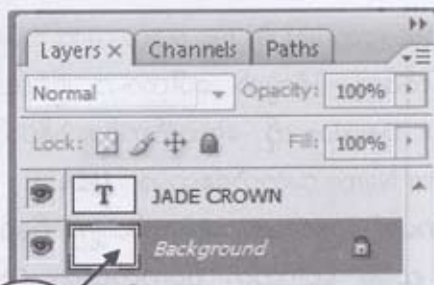 Layers × Channels Paths
Normal Opacity: 100%
Lock: Fill: 100%
T JADE CROWN
Background